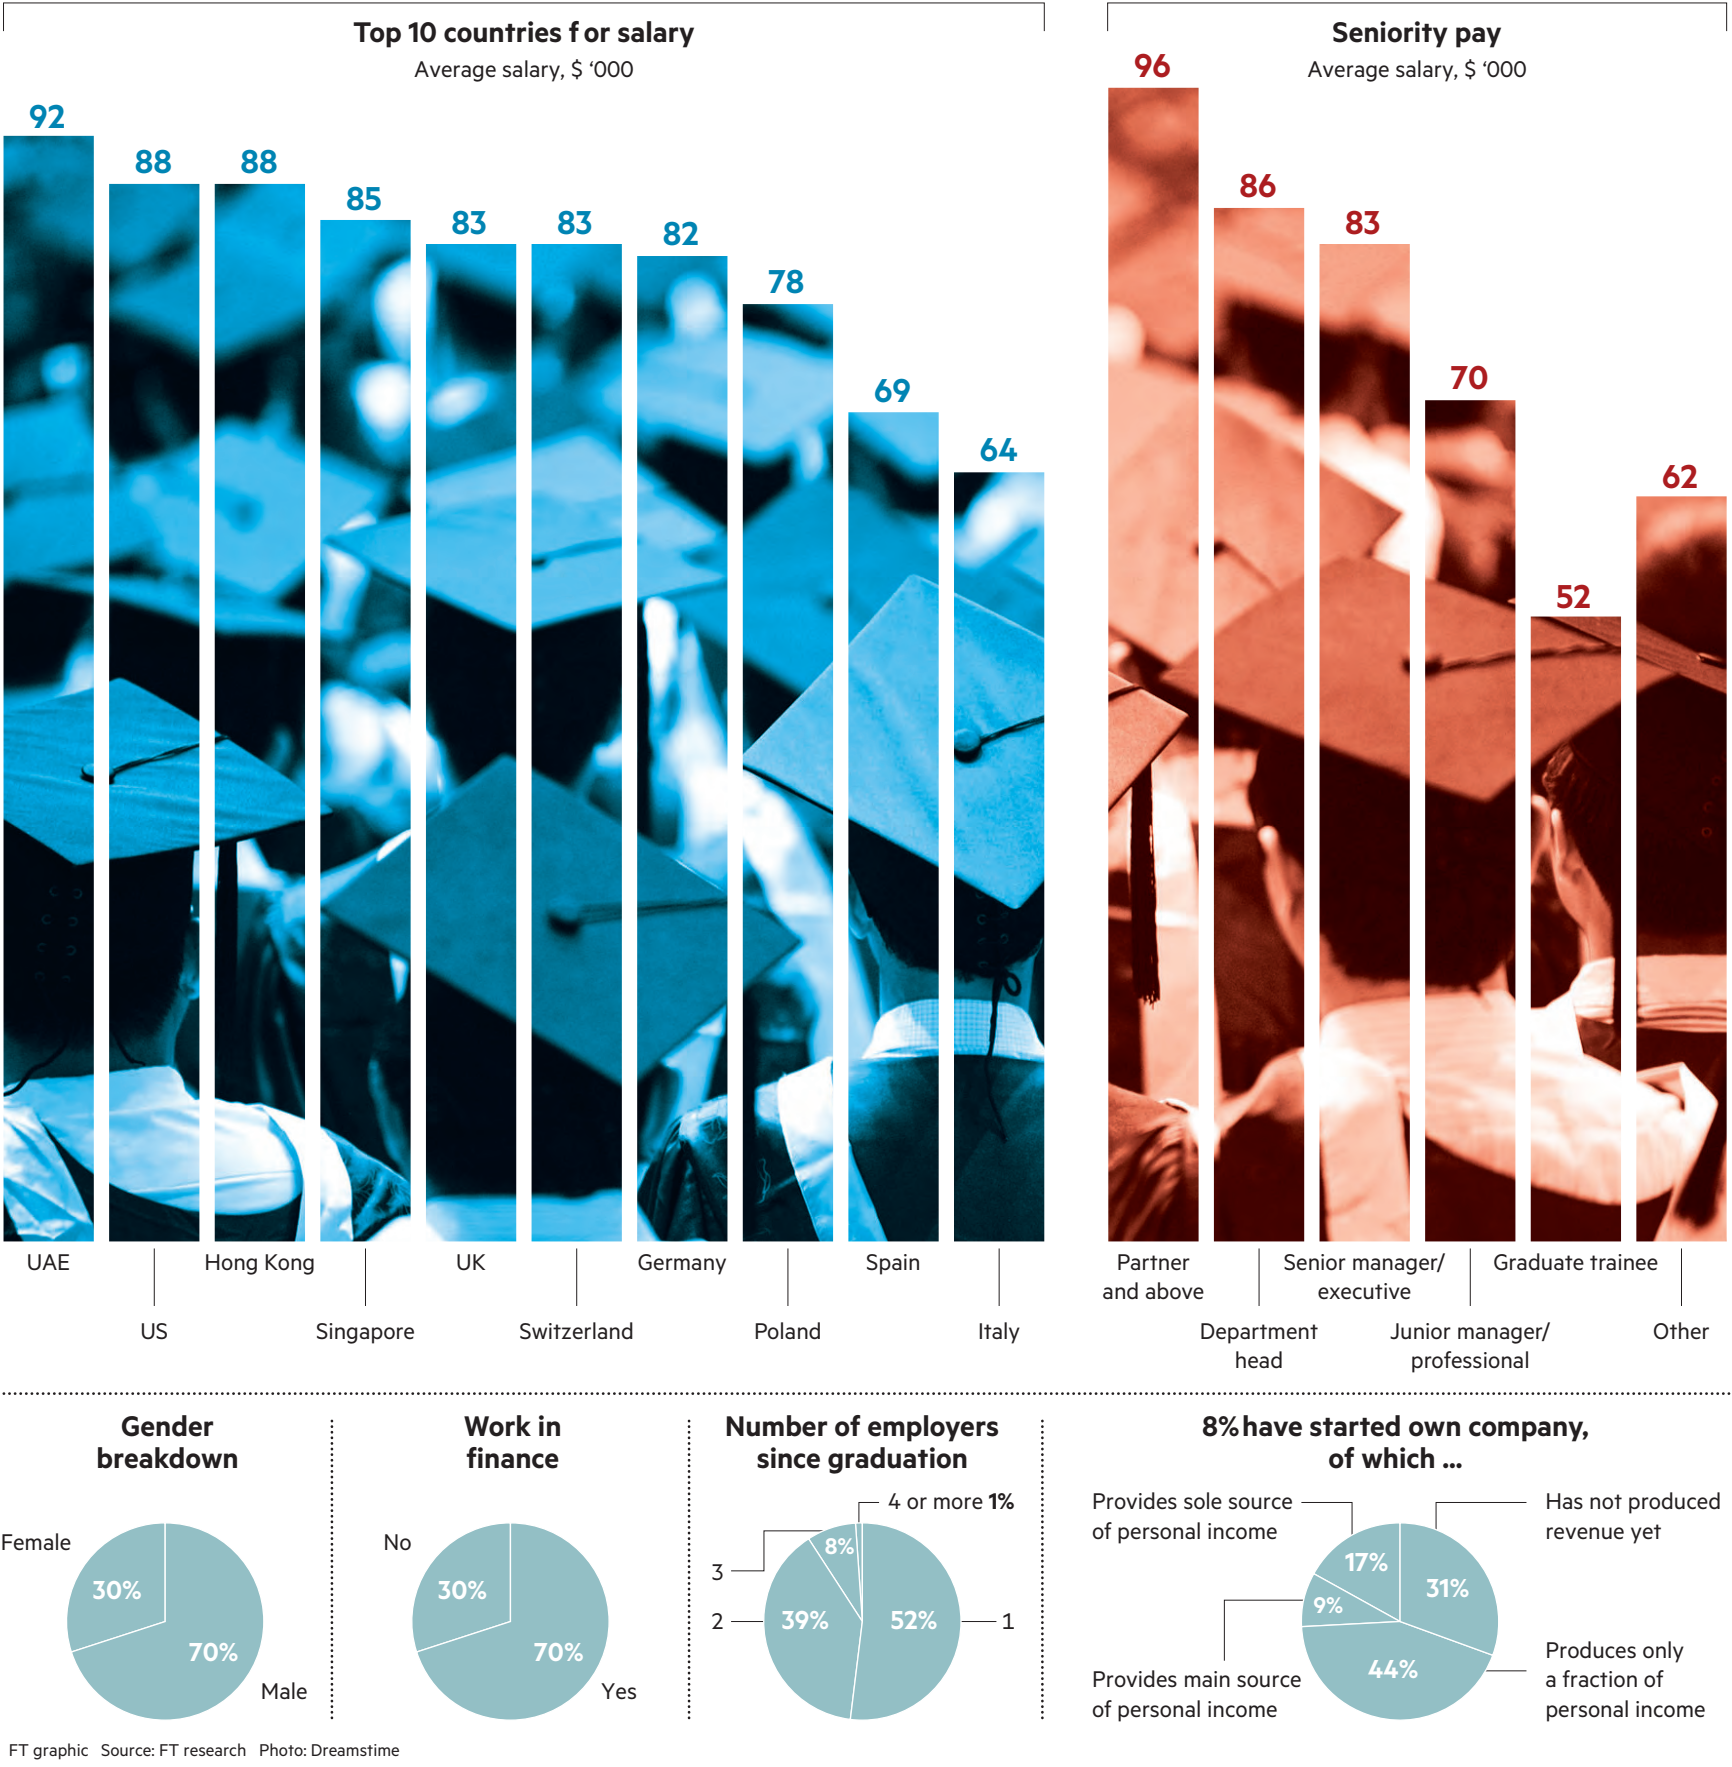 Top 10 countries for salary
Average salary, $ ‘000
92
88
88
85
83
83
82
78
69
64
UAE
US
Hong Kong
Singapore
UK
Switzerland
Germany
Poland
Spain
Italy
Seniority pay
Average salary, $ ‘000
96
86
83
70
52
62
Partner
and above
Department
head
Senior manager/
executive
Junior manager/
professional
Graduate trainee
Other
Gender
breakdown
Female
30%
70%
Male
Work in
finance
No
30%
70%
Yes
Number of employers
since graduation
4 or more 1%
8%
3
2
39%
52%
1
8% have started own company,
of which ...
Provides sole source
of personal income
Has not produced
revenue yet
17%
31%
9%
44%
Provides main source
of personal income
Produces only
a fraction of
personal income
FT graphic Source: FT research Photo: Dreamstime